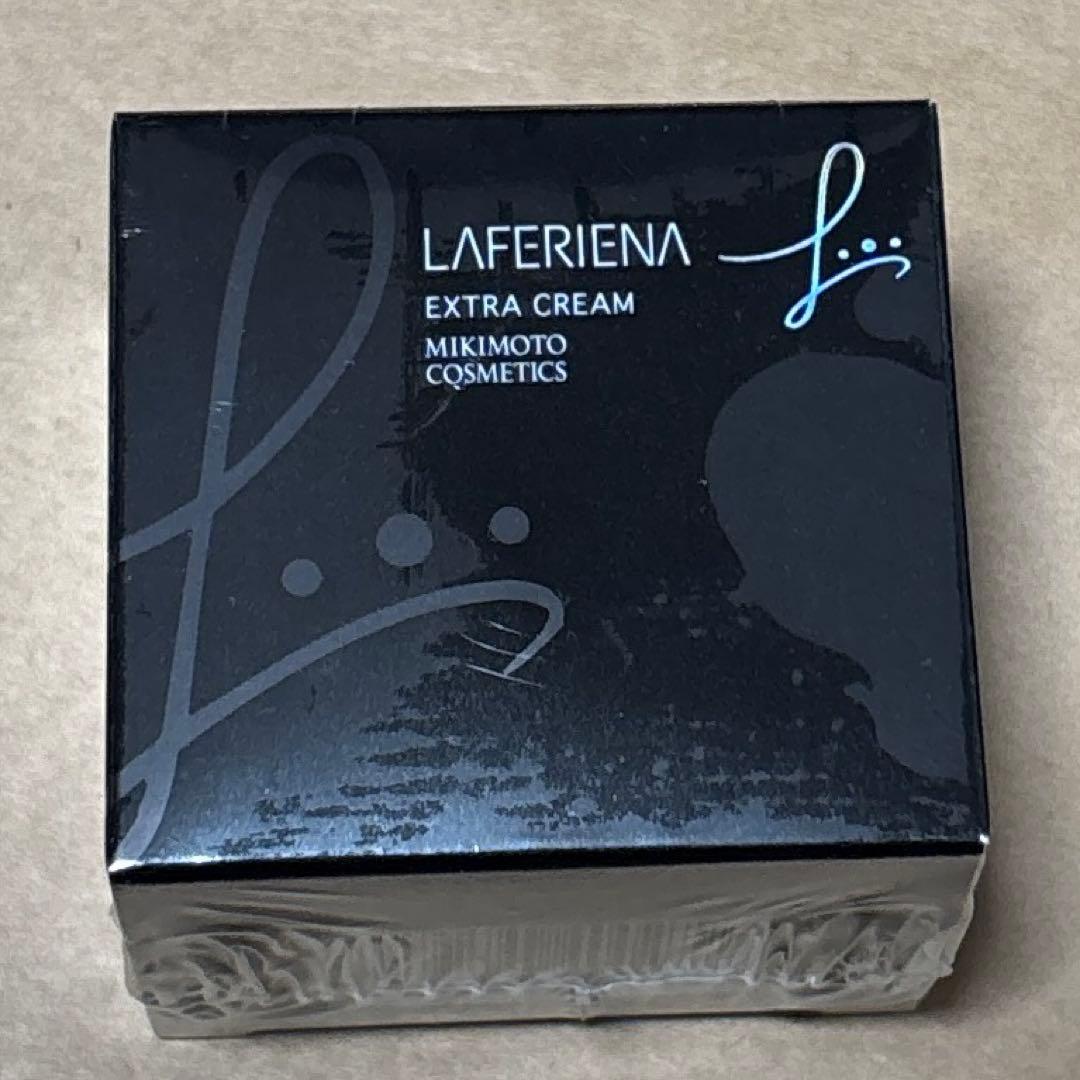 LAFERIENA
EXTRA CREAM
MIKIMOTO
COSMETICS